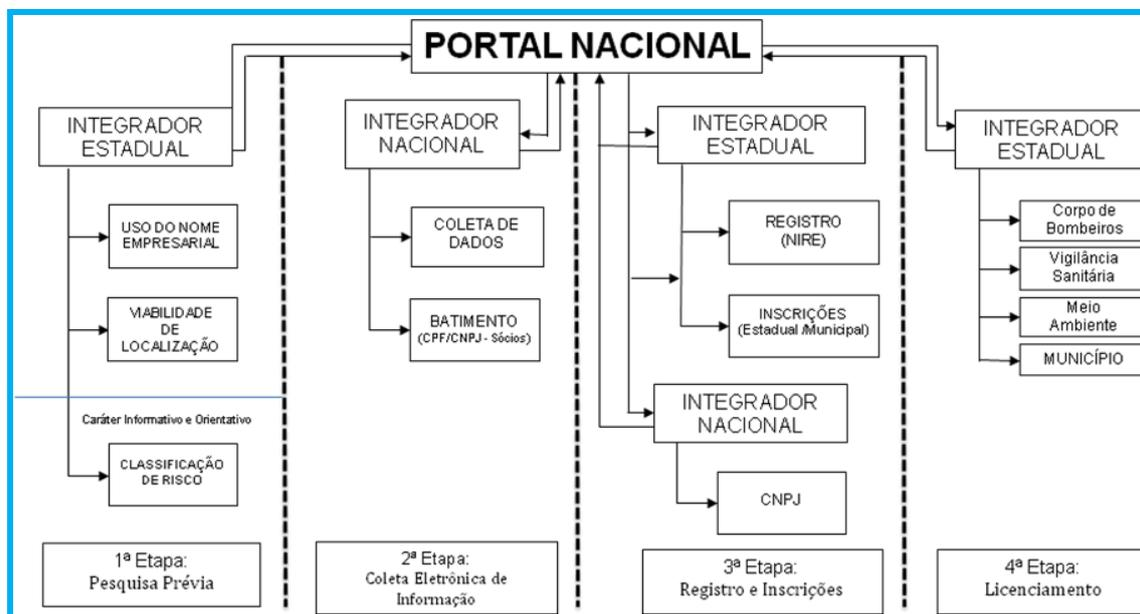 PORTAL NACIONAL
INTEGRADOR
ESTADUAL
USO DO NOME
EMPRESARIAL
VIABILIDADE
DE
LOCALIZAÇÃO
Caráter Informativo e Orientativo
CLASSIFICAÇÃO
DE RISCO
1ª Etapa:
Pesquisa Prévia
INTEGRADOR
NACIONAL
COLETA DE
DADOS
BATIMENTO
(CPF/CNPJ - Sócios)
2ª Etapa:
Coleta Eletrônica de
Informação
INTEGRADOR
ESTADUAL
REGISTRO
(NIRE)
INSCRIÇÕES
(Estadual /Municipal)
INTEGRADOR
NACIONAL
CNPJ
3ª Etapa:
Registro e Inscrições
INTEGRADOR
ESTADUAL
Corpo de
Bombeiros
Vigilância
Sanitária
Meio
Ambiente
MUNICÍPIO
4ª Etapa:
Licenciamento